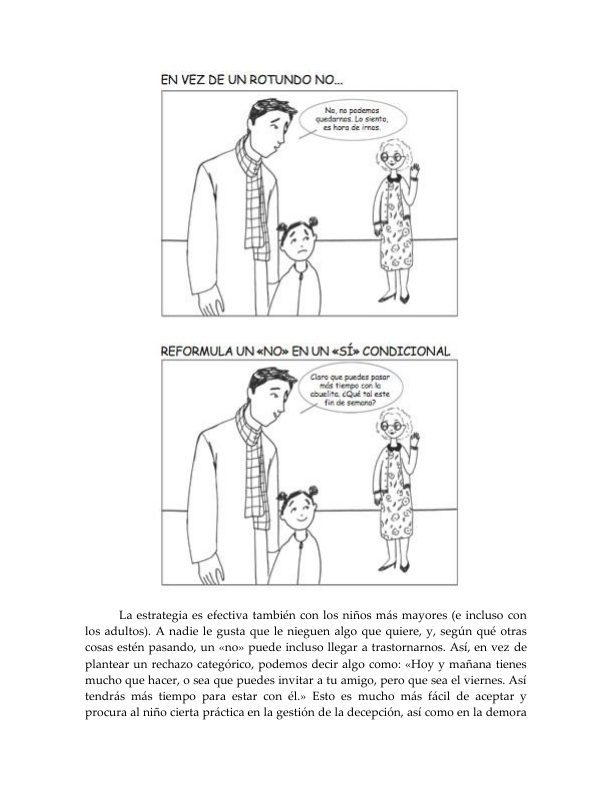 EN VEZ DE UN ROTUNDO NO...
No, no podemos
quedarnos. Lo siento,
es hora de irnos.
REFORMULA UN «NO» EN UN «SÍ» CONDICIONAL
Claro que puedes pasar
más tiempo con la
abuelita. ¿Qué tal este
fin de semana?
La estrategia es efectiva también con los niños más mayores (e incluso con
los adultos). A nadie le gusta que le nieguen algo que quiere, y, según qué otras
cosas estén pasando, un «no» puede incluso llegar a trastornarnos. Así, en vez de
plantear un rechazo categórico, podemos decir algo como: «Hoy y mañana tienes
mucho que hacer, o sea que puedes invitar a tu amigo, pero que sea el viernes. Así
tendrás más tiempo para estar con él.» Esto es mucho más fácil de aceptar y
procura al niño cierta práctica en la gestión de la decepción, así como en la demora